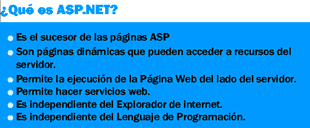 ¿Qué es ASP.NET?
Es el sucesor de las páginas ASP
Son páginas dinámicas que pueden acceder a recursos del
servidor.
Permite la ejecución de la Página Web del lado del servidor.
Permite hacer servicios web.
Es independiente del Explorador de internet.
Es independiente del Lenguaje de Programación.